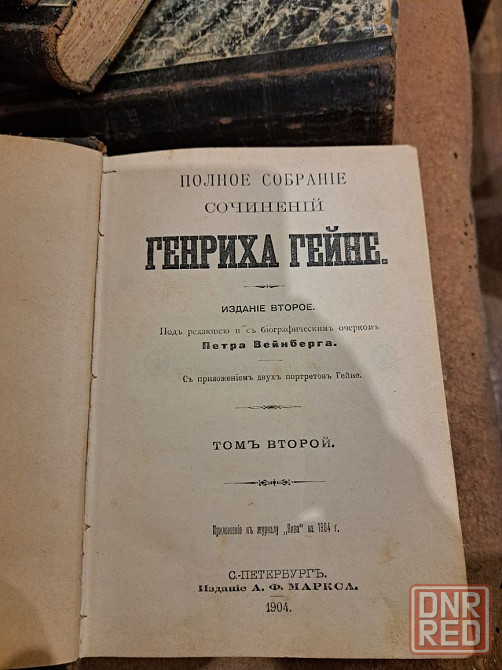 ПОЛНОЕ СОБРАНІЕ
СОЧИНЕНІЙ
ГЕНРИХА ГЕЙНЕ.
ИЗДАНІЕ ВТОРОЕ.
Подъ редакціею и съ біографическимъ очеркомъ
Петра Вейнберга.
Съ приложеніемъ двухъ портретовъ Гейне.
ТОМЪ ВТОРОЙ.
Приложеніе къ журналу „Нива" на 1904 г.
С.-ПЕТЕРБУРГЪ.
Изданіе А. Ф. МАРКСА.
1904.
DNR
RED